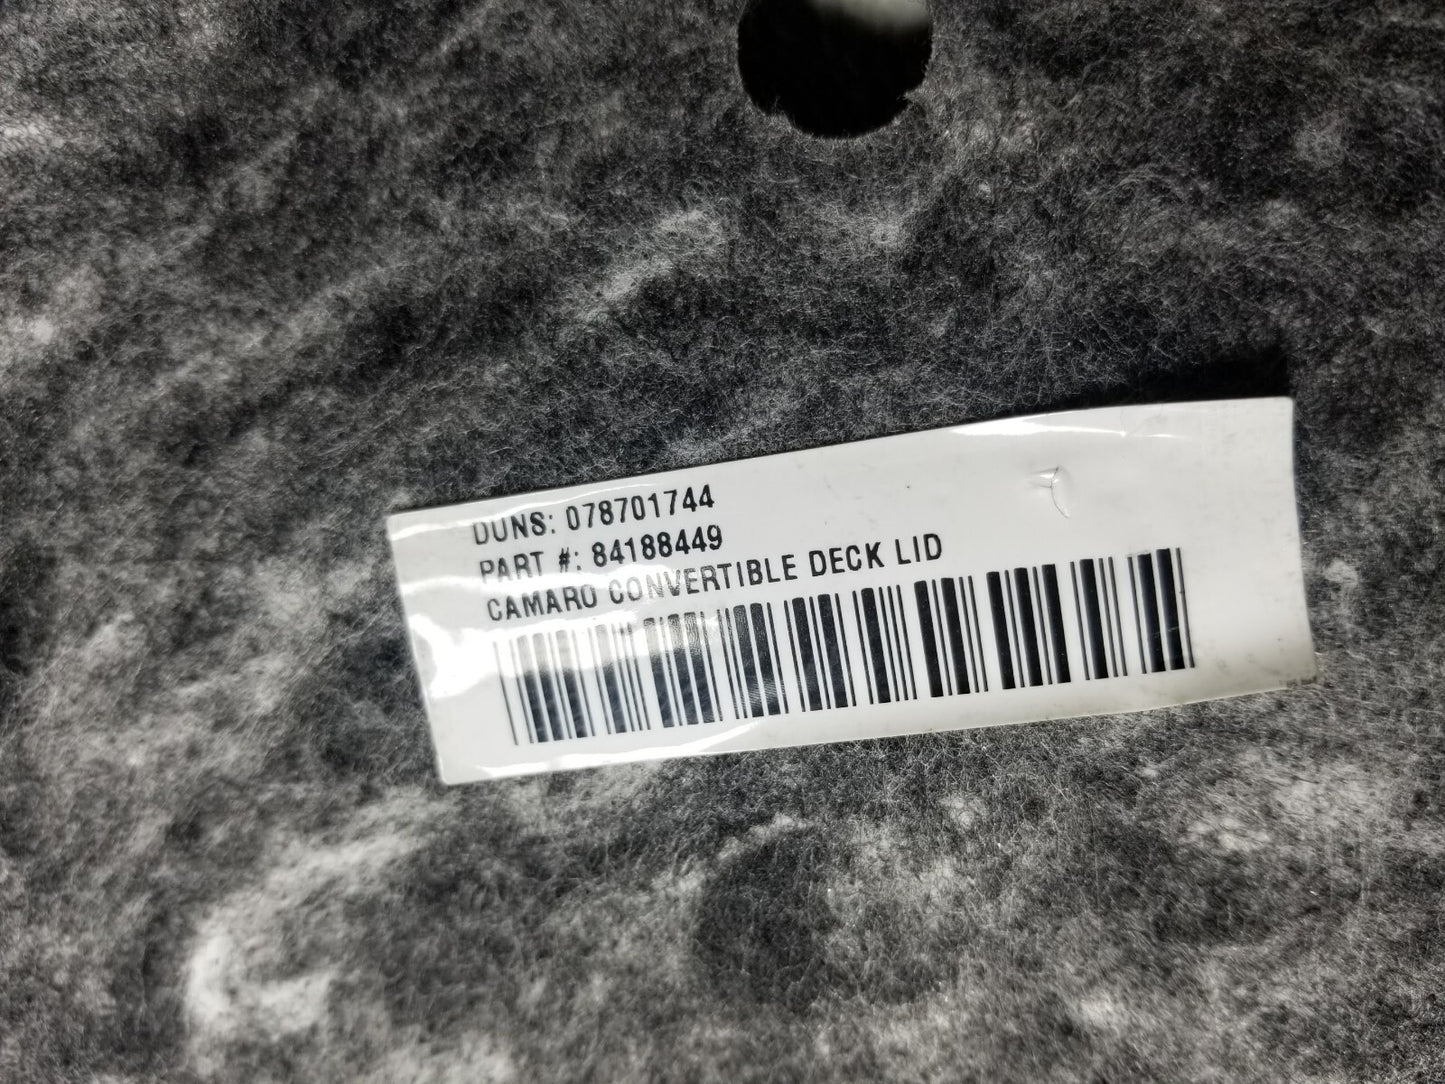 DUNS: 078701744
PART #: 84188449
CAMARO CONVERTIBLE DECK LID